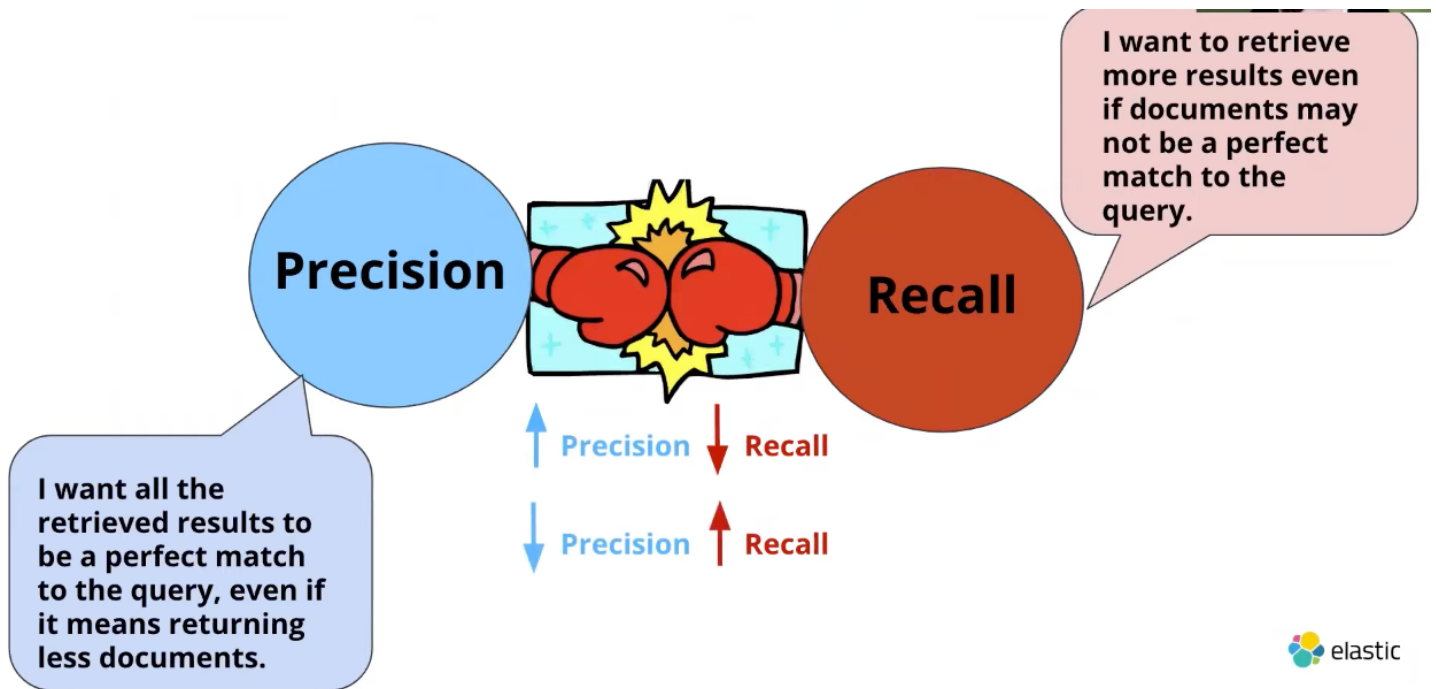 I want to retrieve
more results even
if documents may
not be a perfect
match to the
query.
Precision
Recall
Precision Recall
Precision Recall
I want all the
retrieved results to
be a perfect match
to the query, even if
it means returning
less documents.
elastic